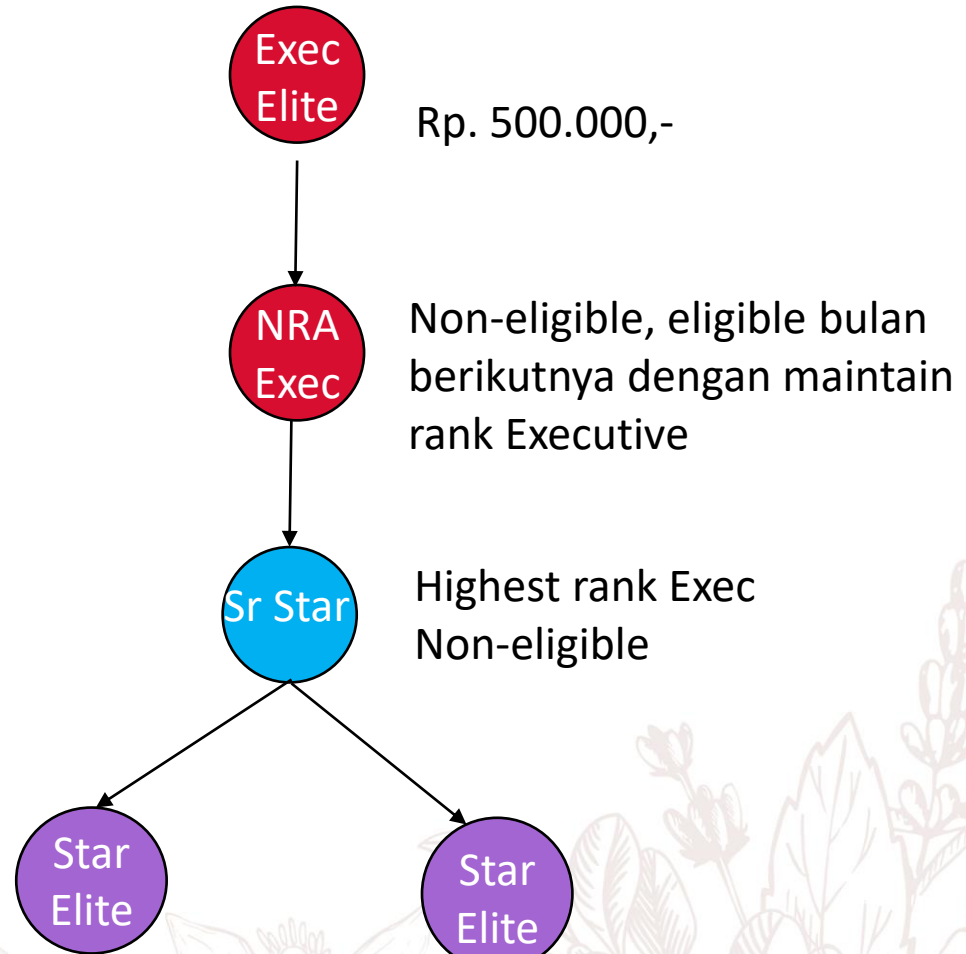 Exec
Elite
Rp. 500.000,-
NRA
Exec
Non-eligible, eligible bulan
berikutnya dengan maintain
rank Executive
Sr Star
Highest rank Exec
Non-eligible
Star
Elite
Star
Elite